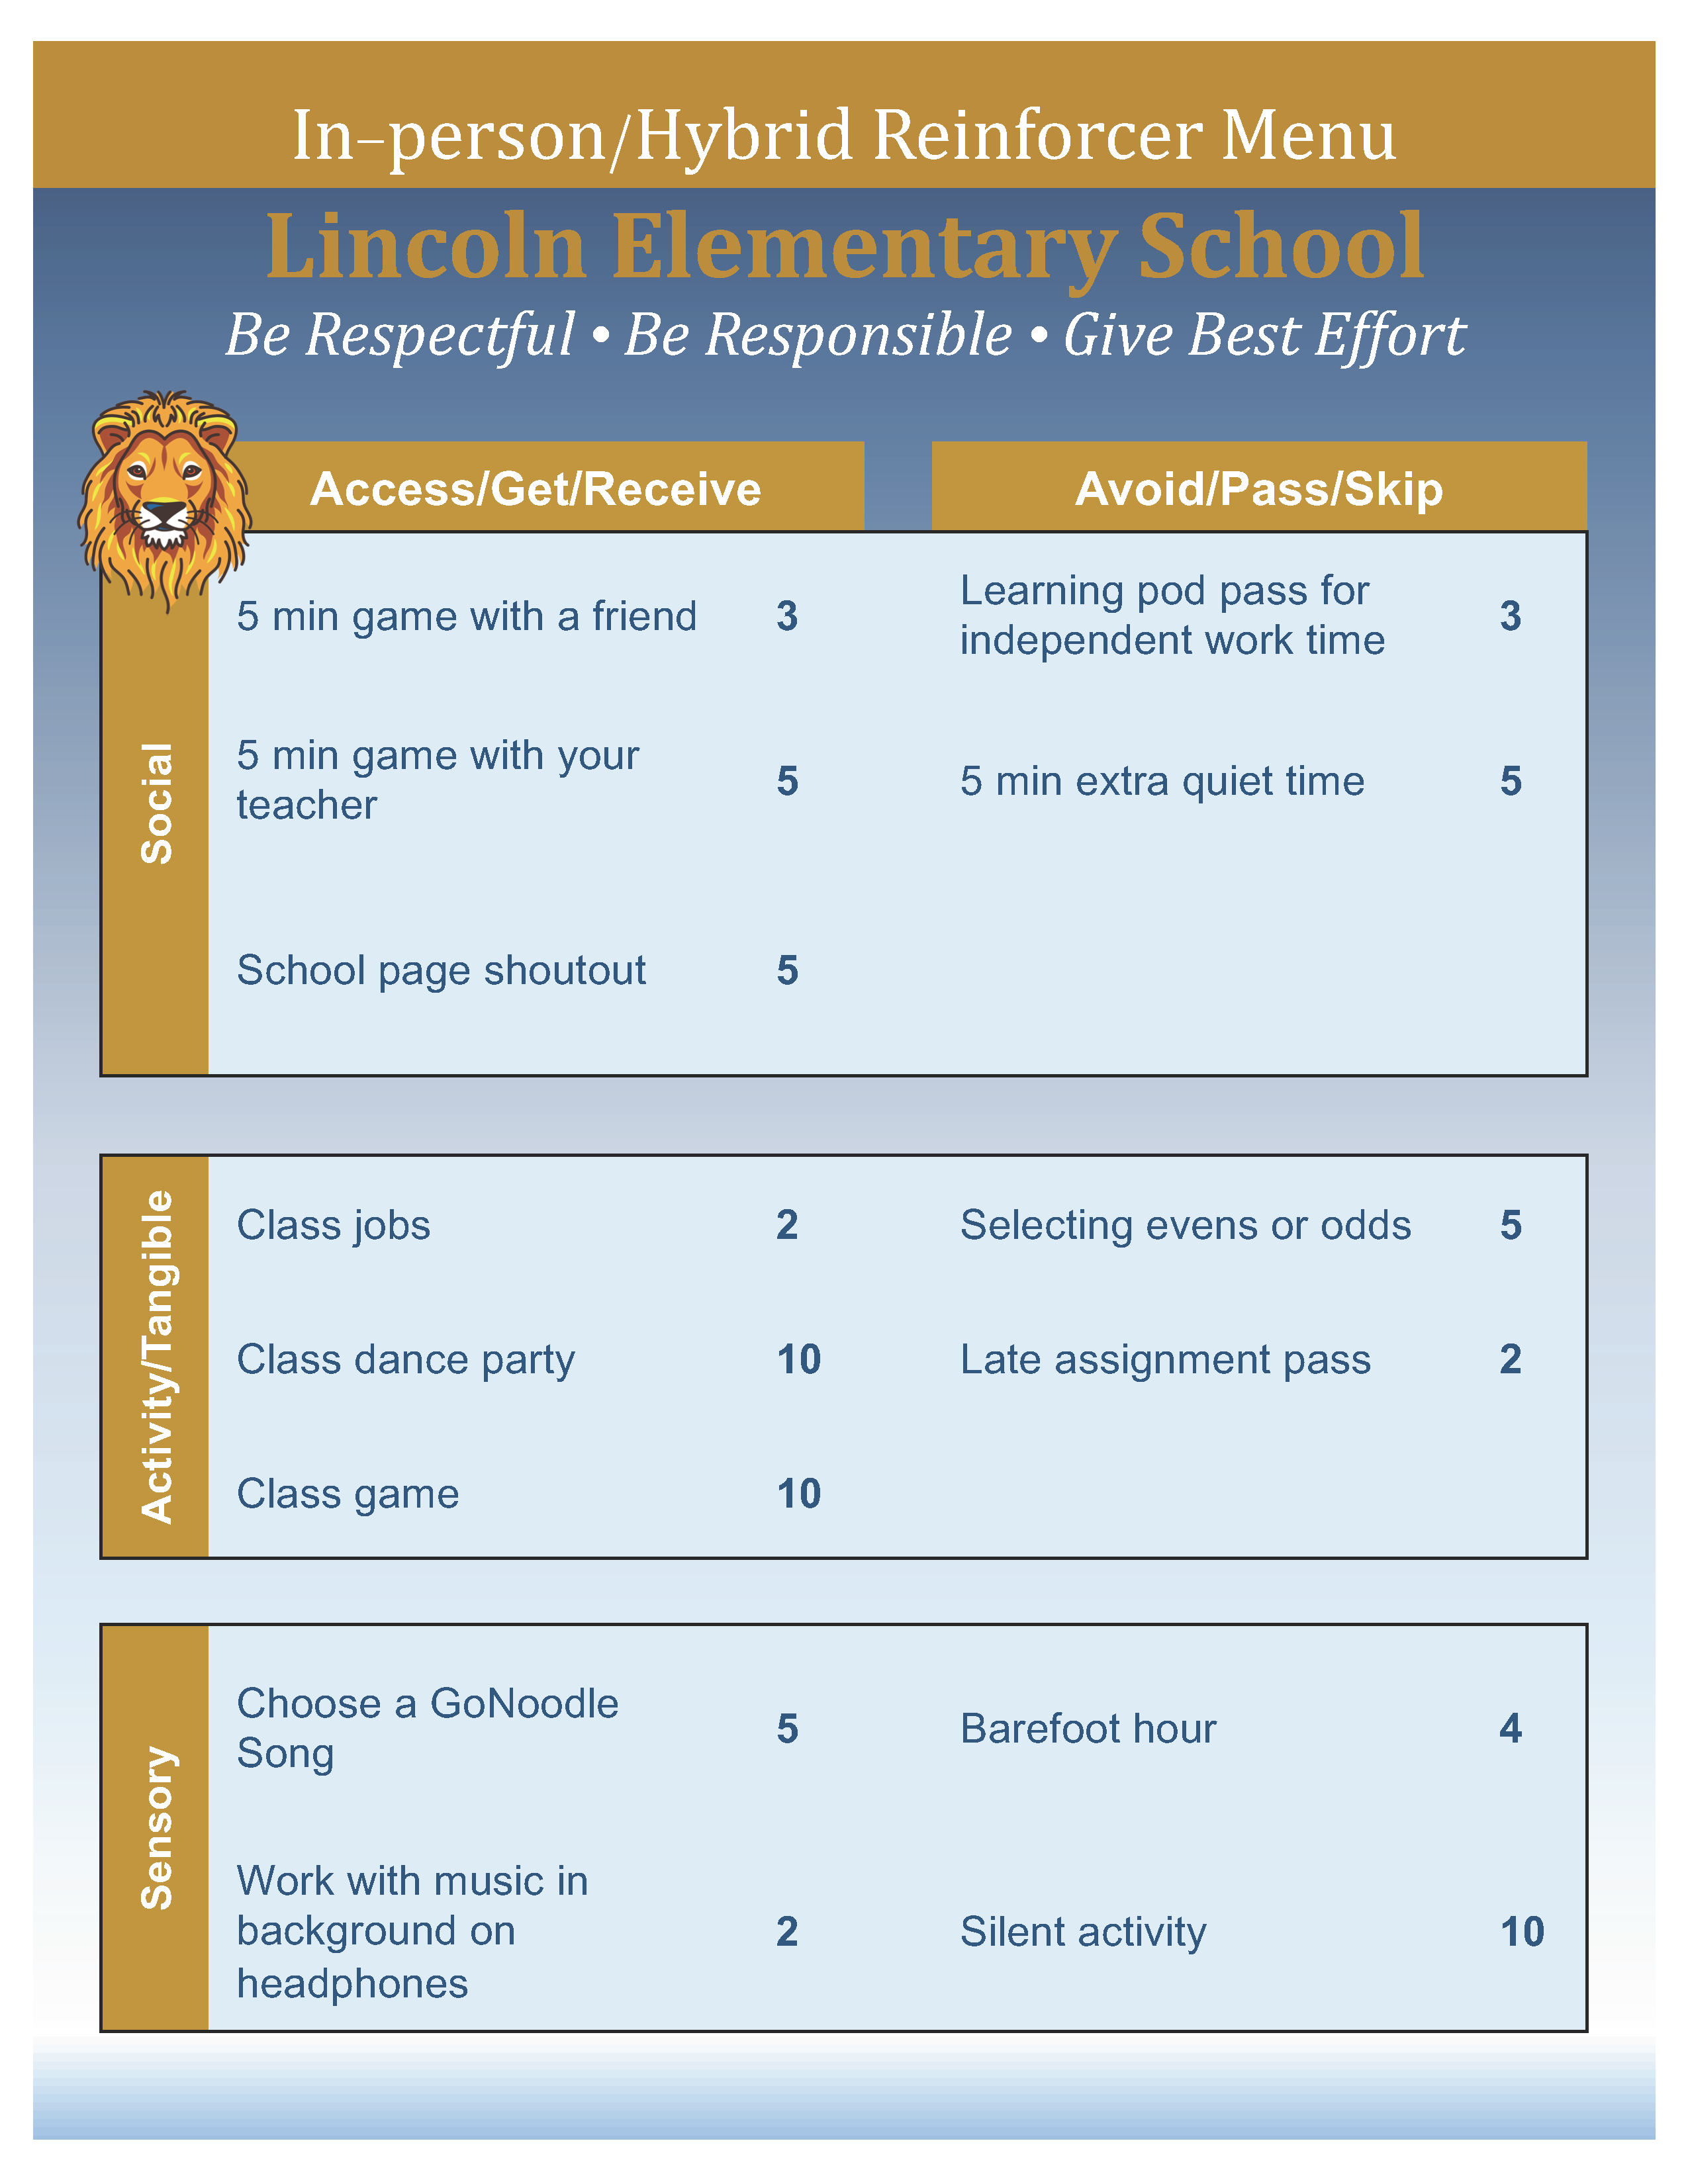 In-person/Hybrid Reinforcer Menu
Lincoln Elementary School
Be Respectful • Be Responsible • Give Best Effort
Access/Get/Receive
Avoid/Pass/Skip
Social
5 min game with a friend 3
Learning pod pass for
independent work time 3
5 min game with your
teacher 5
5 min extra quiet time 5
School page shoutout 5
Activity/Tangible
Class jobs 2
Selecting evens or odds 5
Class dance party 10
Late assignment pass 2
Class game 10
Sensory
Choose a GoNoodle
Song 5
Barefoot hour 4
Work with music in
background on
headphones 2
Silent activity 10